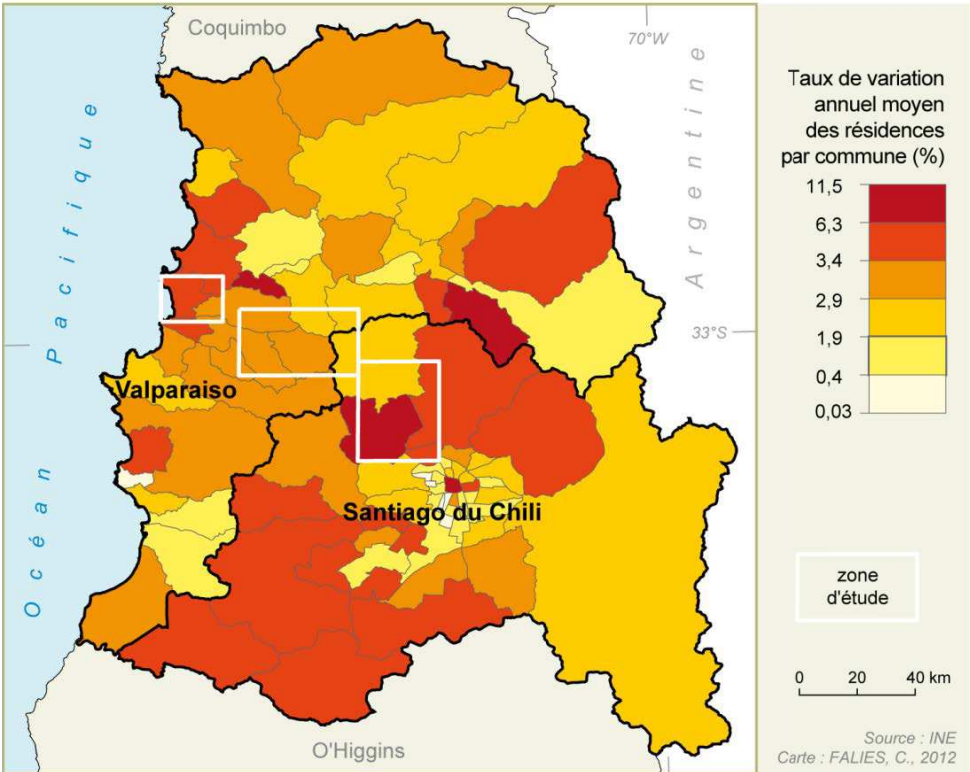 Coquimbo
70°W
Argentine
Océan Pacifique
33°S
Valparaiso
Santiago du Chili
O'Higgins
Taux de variation
annuel moyen
des résidences
par commune (%)
11,5
6,3
3,4
2,9
1,9
0,4
0,03
zone
d'étude
0 20 40 km
Source : INE
Carte : FALIES, C., 2012